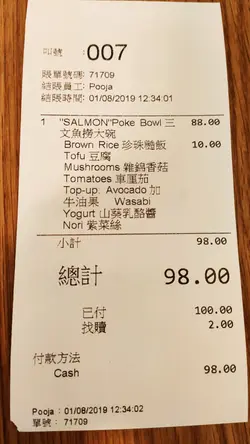 叫號 : 007
賬單號碼: 71709
結賬員工: Pooja
結賬時間: 01/08/2019 12:34:01
1 "SALMON"Poke Bowl 三 88.00
文魚撈大碗
Brown Rice 珍珠糙飯 10.00
Tofu 豆腐
Mushrooms 雜錦香菇
Tomatoes 車厘茄
Top-up: Avocado 加
牛油果 Wasabi
Yogurt 山葵乳酪醬
Nori 紫菜絲
小計 98.00
總計 98.00
已付 100.00
找贖 2.00
付款方法
Cash 98.00
Pooja : 01/08/2019 12:34:02
單號 : 71709